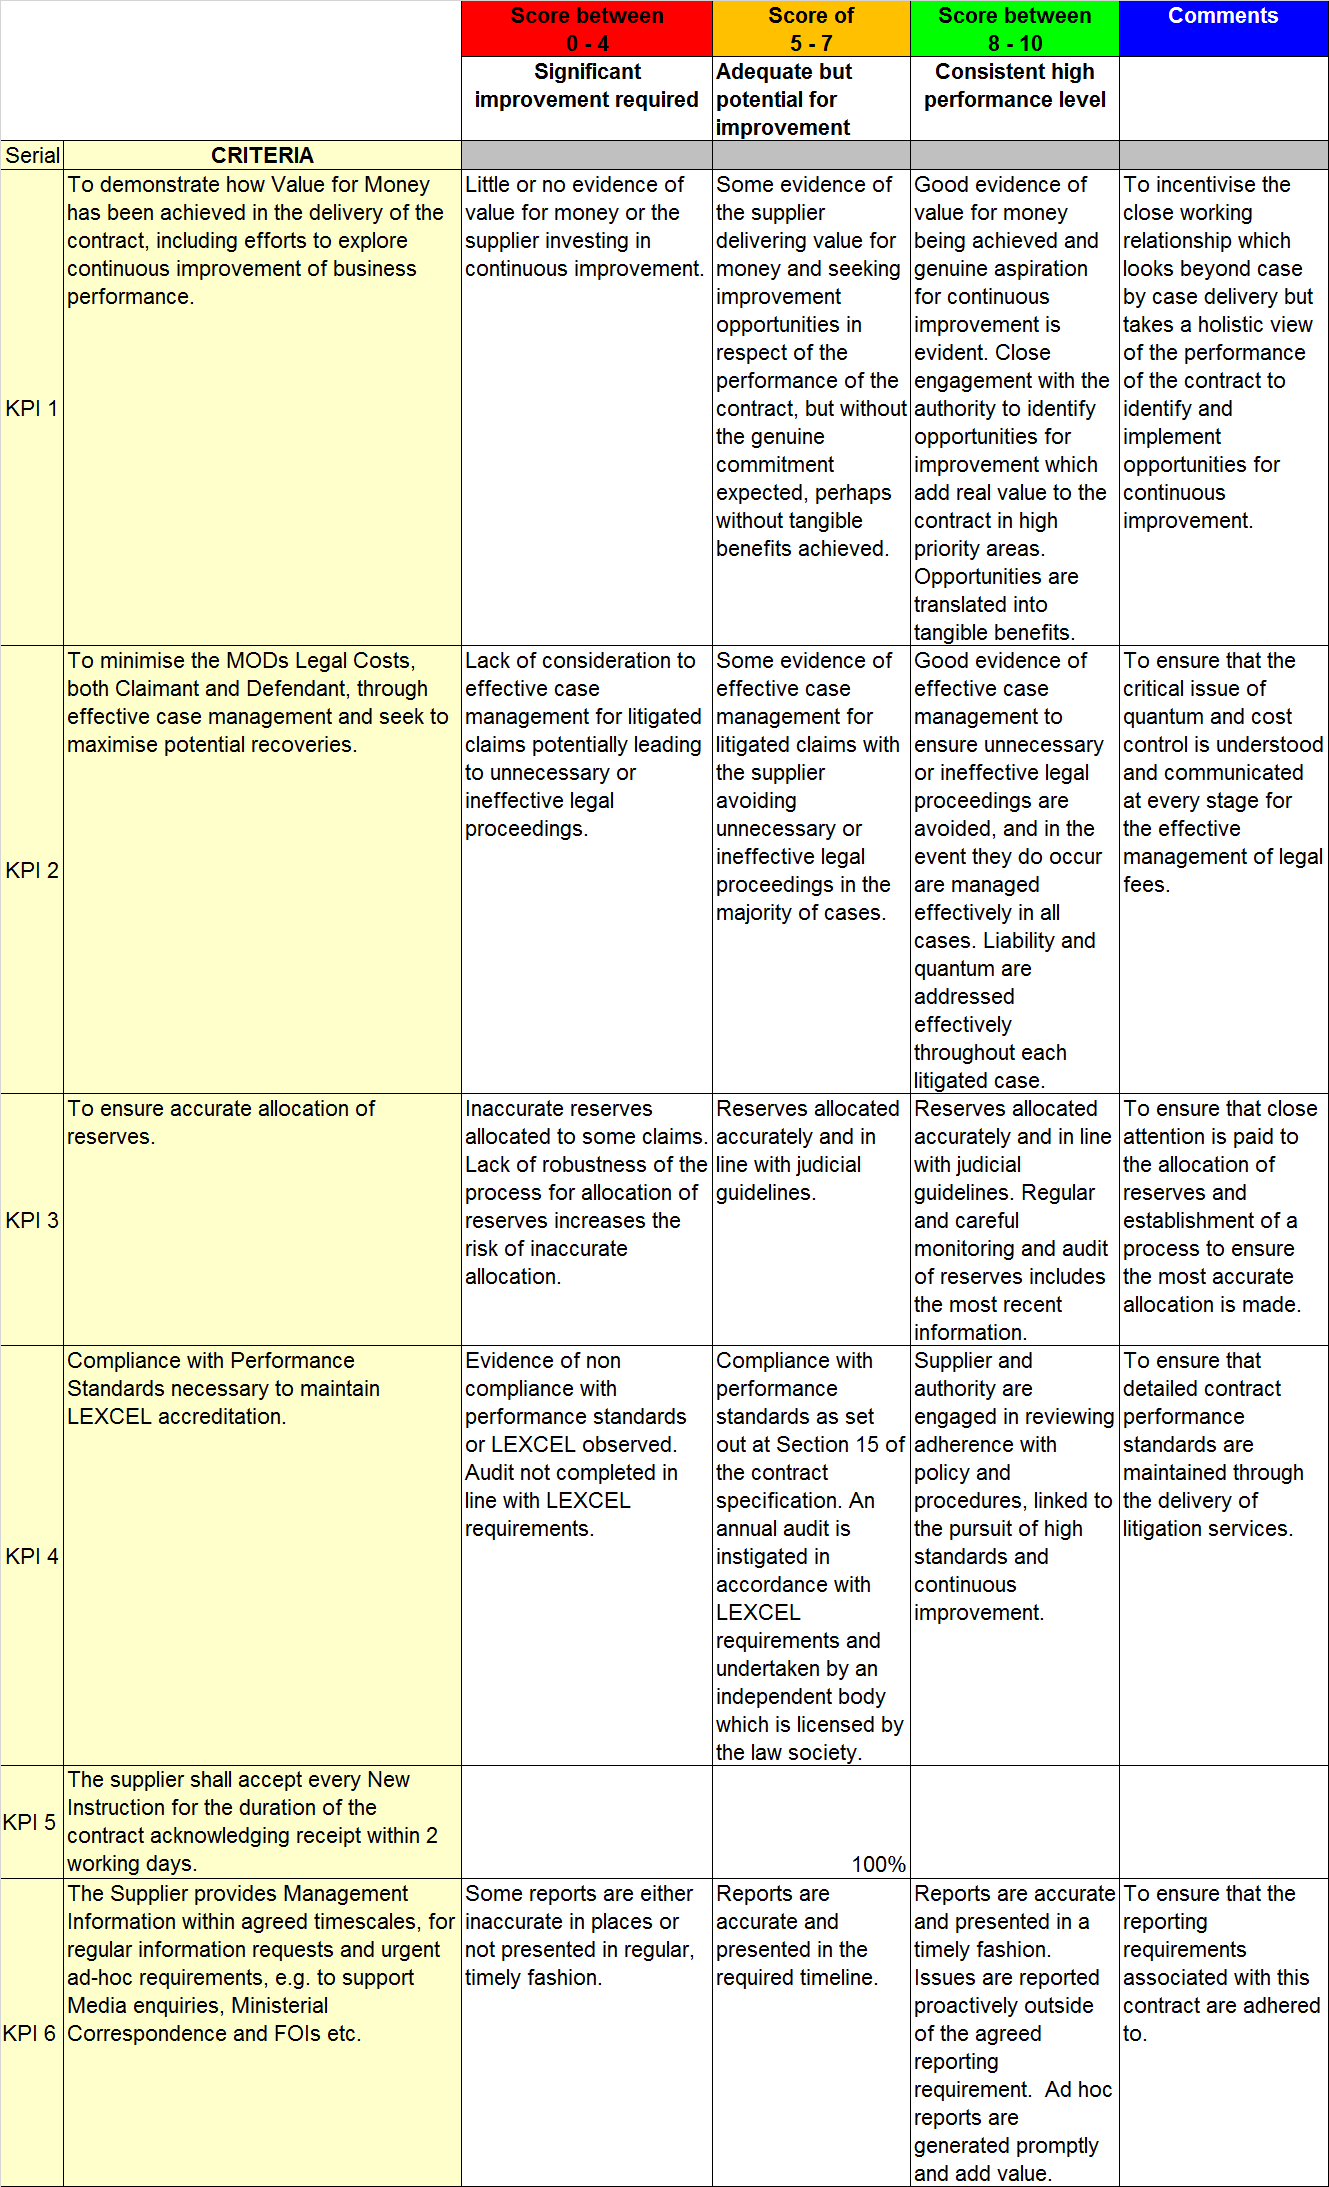 Score between
0 - 4
Score of
5 - 7
Score between
8 - 10
Comments
Significant
improvement required
Adequate but
potential for
improvement
Consistent high
performance level
Serial
CRITERIA
KPI 1
To demonstrate how Value for Money
has been achieved in the delivery of the
contract, including efforts to explore
continuous improvement of business
performance.
Little or no evidence of
value for money or the
supplier investing in
continuous improvement.
Some evidence of
the supplier
delivering value for
money and seeking
improvement
opportunities in
respect of the
performance of the
contract, but without
the genuine
commitment
expected, perhaps
without tangible
benefits achieved.
Good evidence of
value for money
being achieved and
genuine aspiration
for continuous
improvement is
evident. Close
engagement with the
authority to identify
opportunities for
improvement which
add real value to the
contract in high
priority areas.
Opportunities are
translated into
tangible benefits.
To incentivise the
close working
relationship which
looks beyond case
by case delivery but
takes a holistic view
of the performance
of the contract to
identify and
implement
opportunities for
continuous
improvement.
KPI 2
To minimise the MODs Legal Costs,
both Claimant and Defendant, through
effective case management and seek to
maximise potential recoveries.
Lack of consideration to
effective case
management for litigated
claims potentially leading
to unnecessary or
ineffective legal
proceedings.
Some evidence of
effective case
management for
litigated claims with
the supplier
avoiding
unnecessary or
ineffective legal
proceedings in the
majority of cases.
Good evidence of
effective case
management to
ensure unnecessary
or ineffective legal
proceedings are
avoided, and in the
event they do occur
are managed
effectively in all
cases. Liability and
quantum are
addressed
effectively
throughout each
litigated case.
To ensure that the
critical issue of
quantum and cost
control is understood
and communicated
at every stage for
the effective
management of legal
fees.
KPI 3
To ensure accurate allocation of
reserves.
Inaccurate reserves
allocated to some claims.
Lack of robustness of the
process for allocation of
reserves increases the
risk of inaccurate
allocation.
Reserves allocated
accurately and in
line with judicial
guidelines.
Reserves allocated
accurately and in line
with judicial
guidelines. Regular
and careful
monitoring and audit
of reserves includes
the most recent
information.
To ensure that close
attention is paid to
the allocation of
reserves and
establishment of a
process to ensure
the most accurate
allocation is made.
KPI 4
Compliance with Performance
Standards necessary to maintain
LEXCEL accreditation.
Evidence of non
compliance with
performance standards
or LEXCEL observed.
Audit not completed in
line with LEXCEL
requirements.
Compliance with
performance
standards as set
out at Section 15 of
the contract
specification. An
annual audit is
instigated in
accordance with
LEXCEL
requirements and
undertaken by an
independent body
which is licensed by
the law society.
Supplier and
authority are
engaged in reviewing
adherence with
policy and
procedures, linked to
the pursuit of high
standards and
continuous
improvement.
To ensure that
detailed contract
performance
standards are
maintained through
the delivery of
litigation services.
KPI 5
The supplier shall accept every New
Instruction for the duration of the
contract acknowledging receipt within 2
working days.
100%
KPI 6
The Supplier provides Management
Information within agreed timescales, for
regular information requests and urgent
ad-hoc requirements, e.g. to support
Media enquiries, Ministerial
Correspondence and FOIs etc.
Some reports are either
inaccurate in places or
not presented in regular,
timely fashion.
Reports are
accurate and
presented in the
required timeline.
Reports are accurate
and presented in a
timely fashion.
Issues are reported
proactively outside
of the agreed
reporting
requirement.  Ad hoc
reports are
generated promptly
and add value.
To ensure that the
reporting
requirements
associated with this
contract are adhered
to.